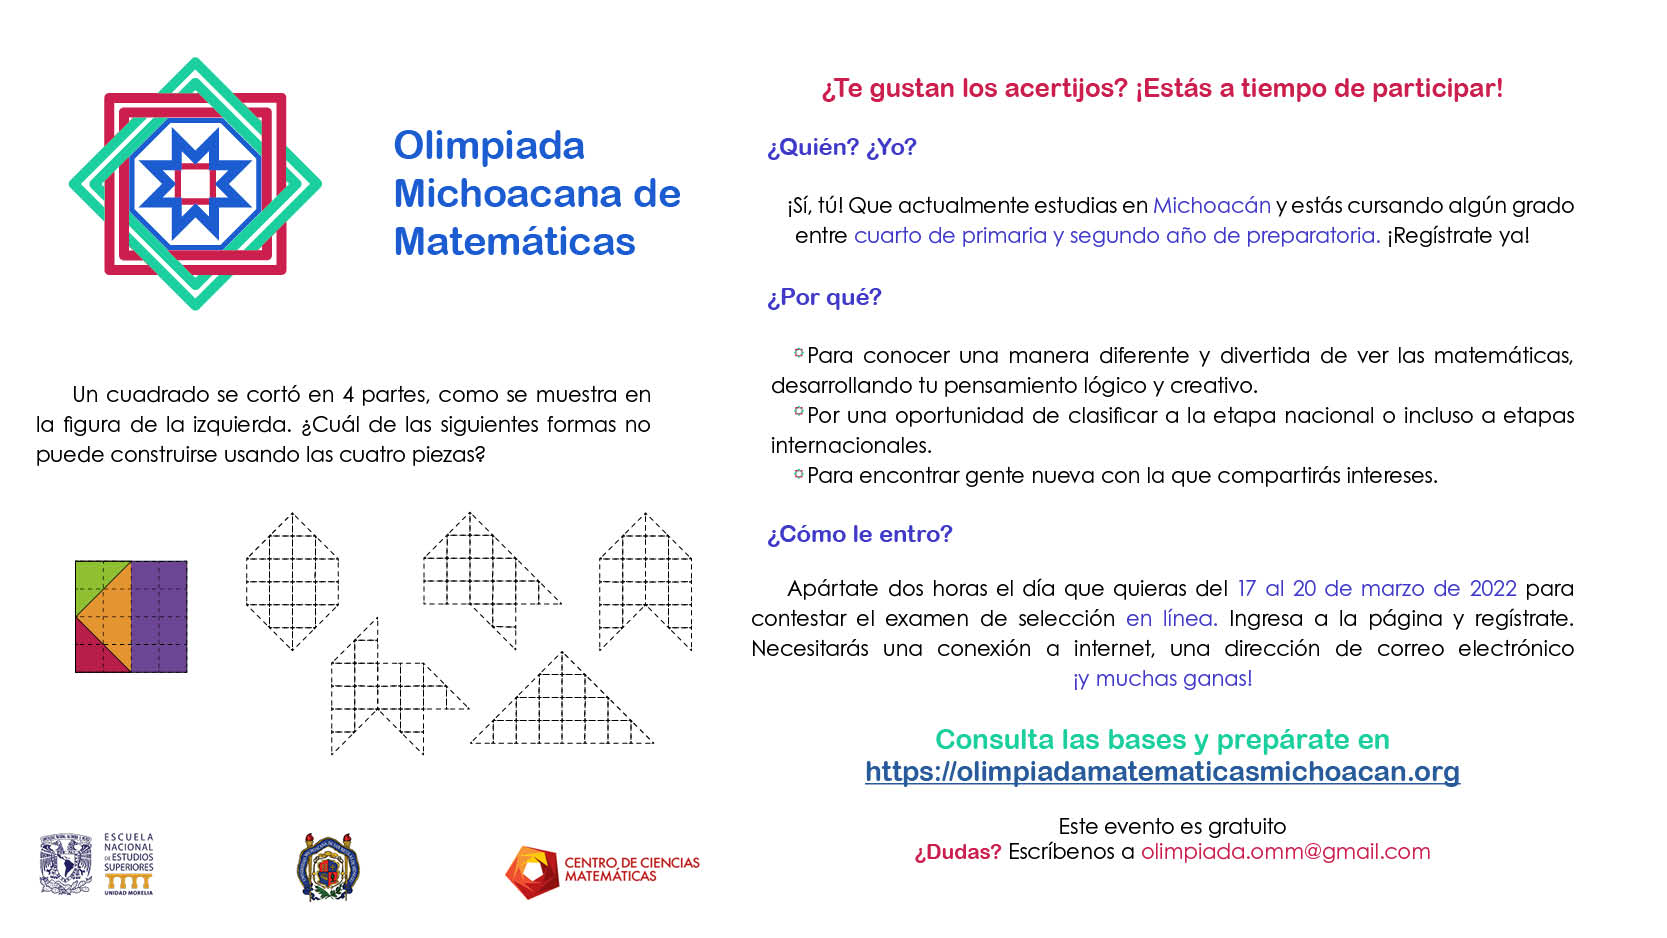 Olimpiada
Michoacana de
Matemáticas
Un cuadrado se cortó en 4 partes, como se muestra en
la figura de la izquierda. ¿Cuál de las siguientes formas no
puede construirse usando las cuatro piezas?
ESCUELA
NACIONAL
DE ESTUDIOS
SUPERIORES
UNIDAD MORELIA
CENTRO DE CIENCIAS
MATEMÁTICAS
¿Te gustan los acertijos? ¡Estás a tiempo de participar!
¿Quién? ¿Yo?
¡Sí, tú! Que actualmente estudias en Michoacán y estás cursando algún grado
entre cuarto de primaria y segundo año de preparatoria. ¡Regístrate ya!
¿Por qué?
Para conocer una manera diferente y divertida de ver las matemáticas,
desarrollando tu pensamiento lógico y creativo.
Por una oportunidad de clasificar a la etapa nacional o incluso a etapas
internacionales.
Para encontrar gente nueva con la que compartirás intereses.
¿Cómo le entro?
Apártate dos horas el día que quieras del 17 al 20 de marzo de 2022 para
contestar el examen de selección en línea. Ingresa a la página y regístrate.
Necesitarás una conexión a internet, una dirección de correo electrónico
¡y muchas ganas!
Consulta las bases y prepárate en
https://olimpiadamatematicasmichoacan.org
Este evento es gratuito
¿Dudas? Escríbenos a olimpiada.omm@gmail.com